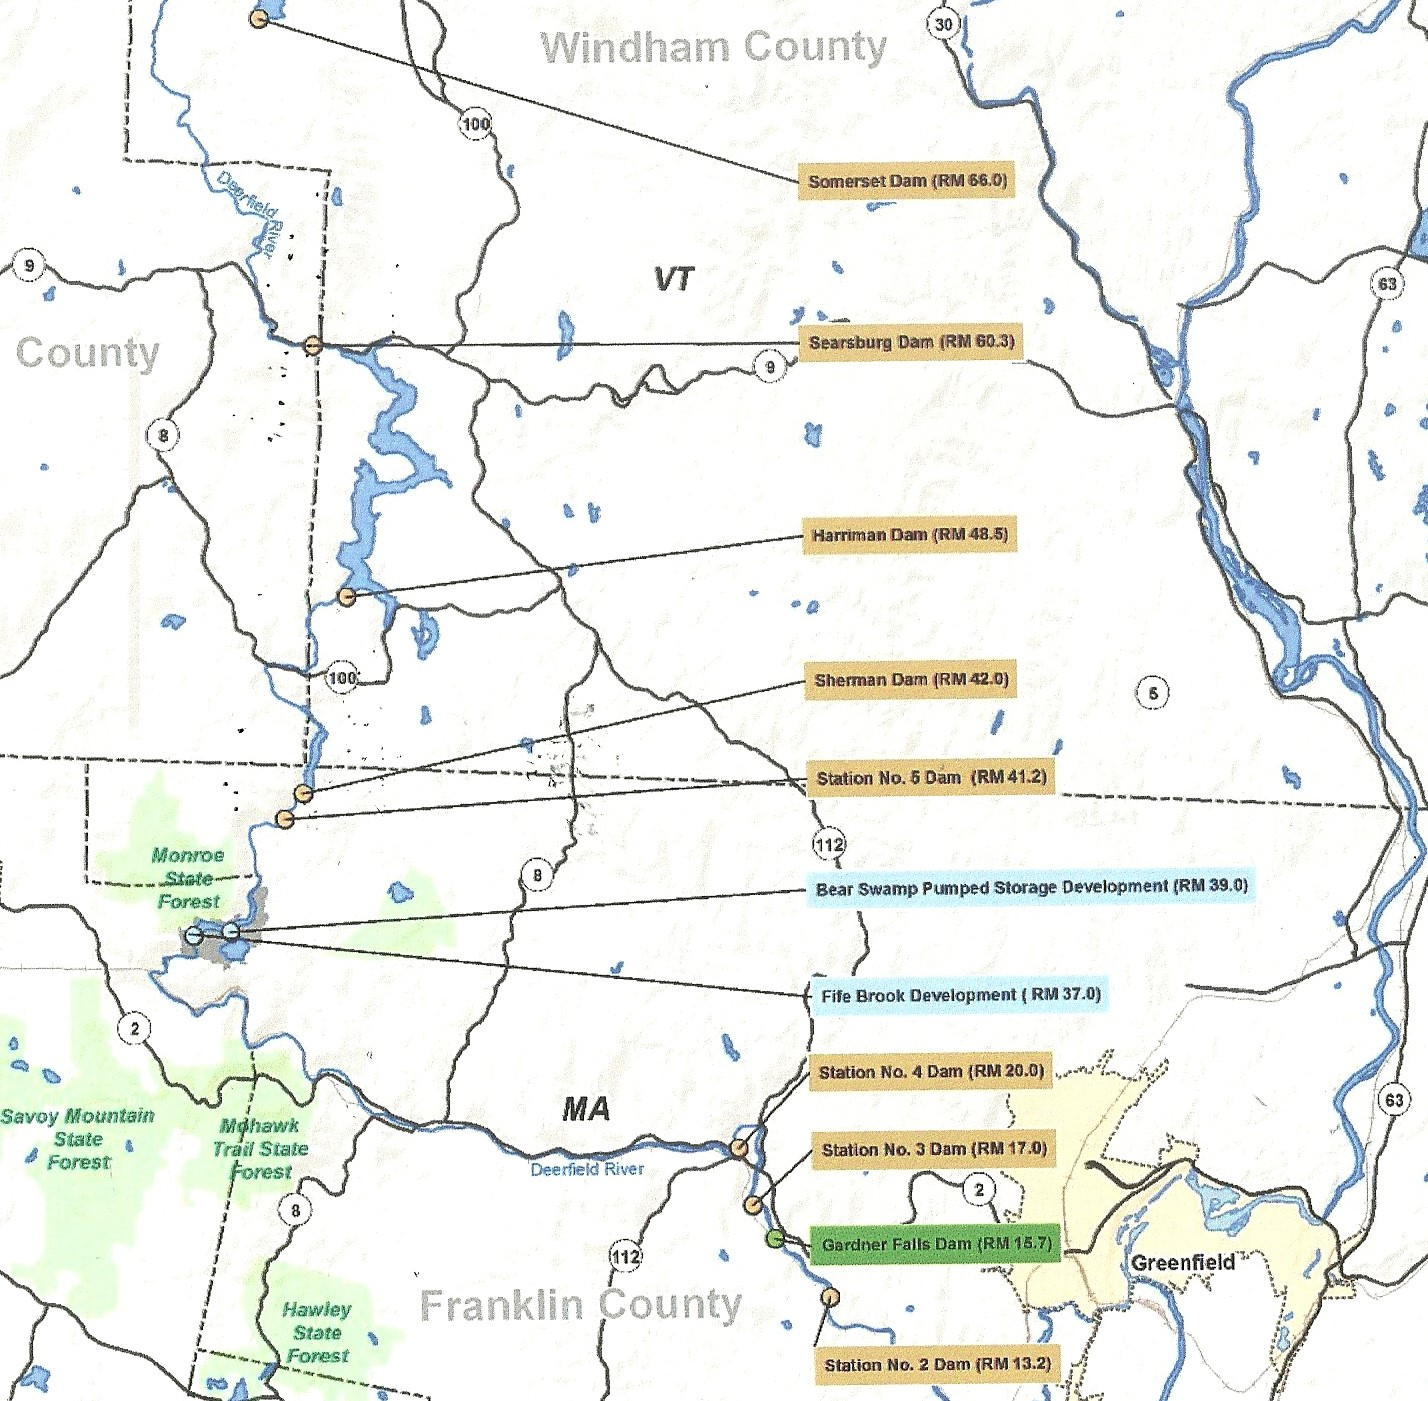 30
Windham County
100
Somerset Dam (RM 66.0)
Deerfield
River
9
VT
63
County
Searsburg Dam (RM 60.3)
9
8
Harriman Dam (RM 48.5)
100
Sherman Dam (RM 42.0)
5
Station No. 5 Dam (RM 41.2)
112
Monroe
State
Forest
8
Bear Swamp Pumped Storage Development (RM 39.0)
Fife Brook Development ( RM 37.0)
2
Station No. 4 Dam (RM 20.0)
63
Savoy Mountain
State
Forest
Mohawk
Trail State
Forest
MA
Deerfield River
Station No. 3 Dam (RM 17.0)
2
8
112
Gardner Falls Dam (RM 15.7)
Greenfield
Franklin County
Hawley
State
Forest
Station No. 2 Dam (RM 13.2)